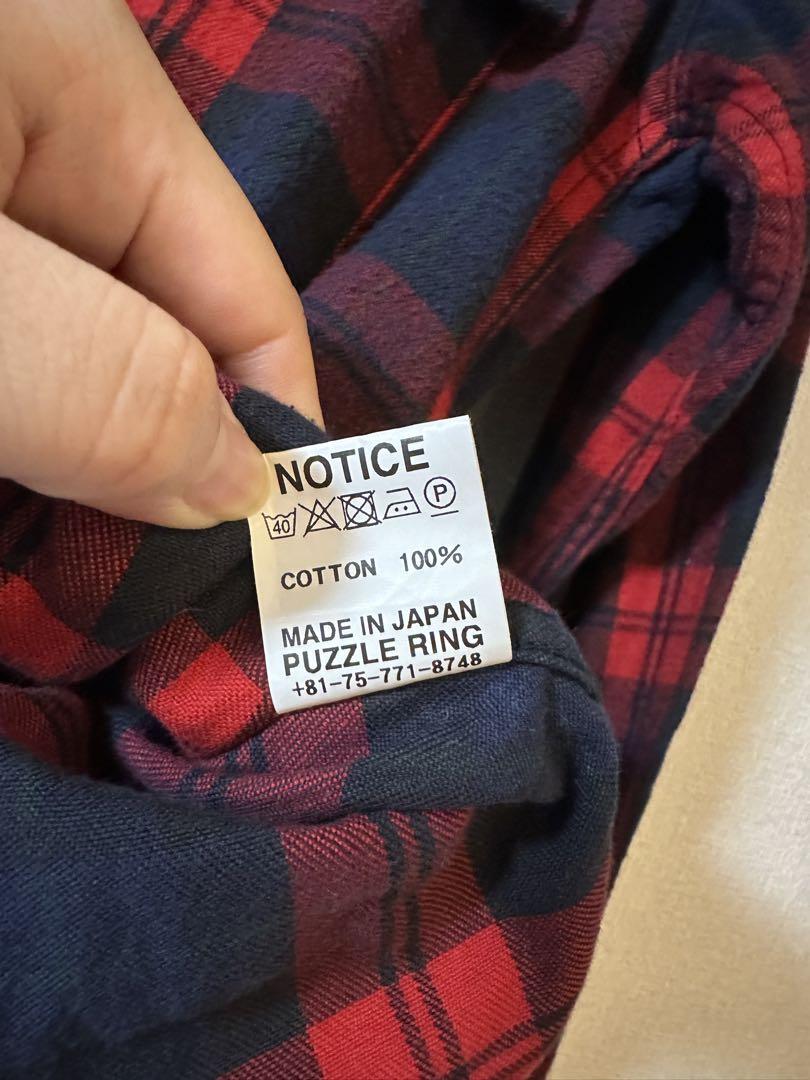 NOTICE
40 P
COTTON 100%
MADE IN JAPAN
PUZZLE RING
+81-75-771-8748